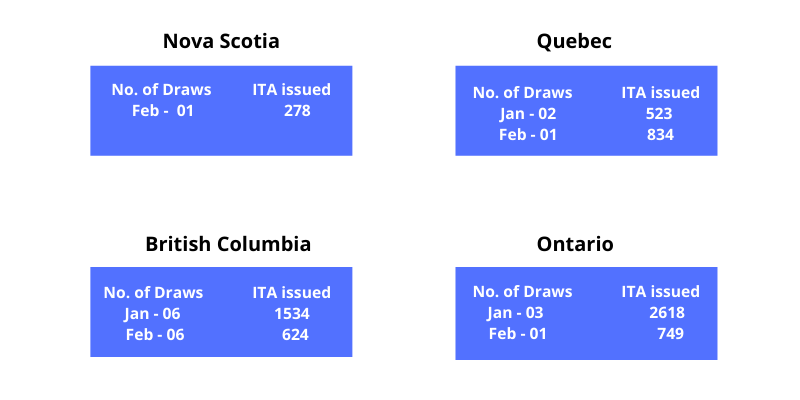 Nova Scotia
No. of Draws ITA issued
Feb - 01 278
Quebec
No. of Draws ITA issued
Jan - 02 523
Feb - 01 834
British Columbia
No. of Draws ITA issued
Jan - 06 1534
Feb - 06 624
Ontario
No. of Draws ITA issued
Jan - 03 2618
Feb - 01 749